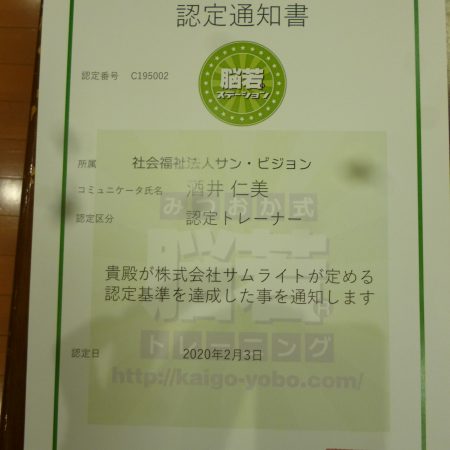 認定通知書
認定番号 C195002
脳若
ステーション
所属 社会福祉法人サン・ビジョン
コミュニケータ氏名 酒井 仁美
認定区分 認定トレーナー
みつおか式
脳若
トレーニング
貴殿が株式会社サムライトが定める
認定基準を達成した事を通知します
認定日 2020年2月3日
http://kaigo-yobo.com/